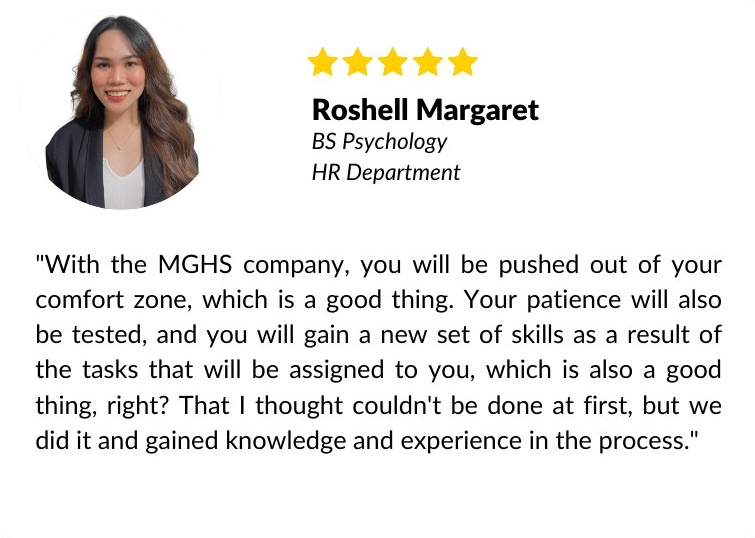 Roshell Margaret
BS Psychology
HR Department
"With the MGHS company, you will be pushed out of your
comfort zone, which is a good thing. Your patience will also
be tested, and you will gain a new set of skills as a result of
the tasks that will be assigned to you, which is also a good
thing, right? That I thought couldn't be done at first, but we
did it and gained knowledge and experience in the process."